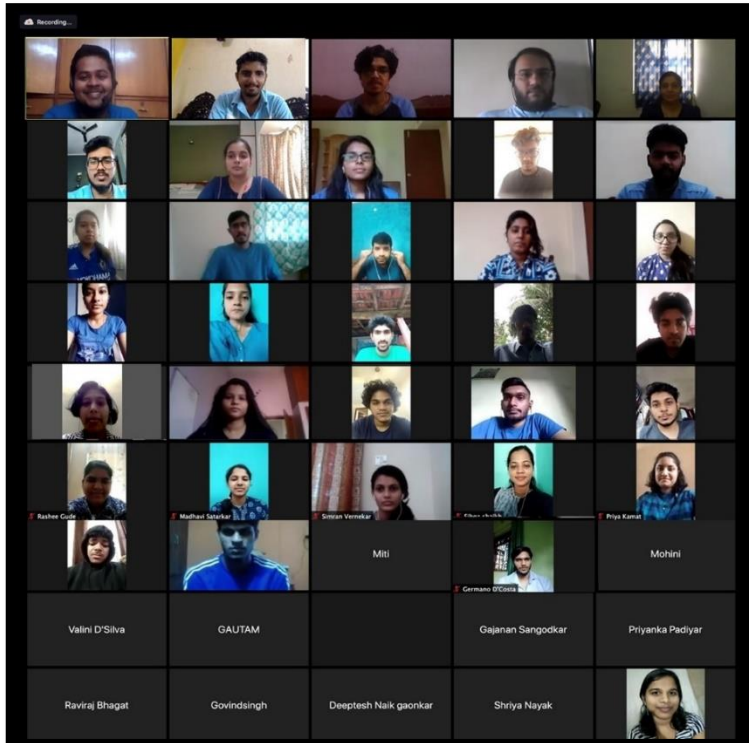 Recording...
Rashee Gude
Madhavi Satarkar
Simran Vernekar
Priya Kamat
Miti
Germano D'Costa
Mohini
Valini D'Silva
GAUTAM
Gajanan Sangodkar
Priyanka Padiyar
Raviraj Bhagat
Govindsingh
Deeptesh Naik gaonkar
Shriya Nayak